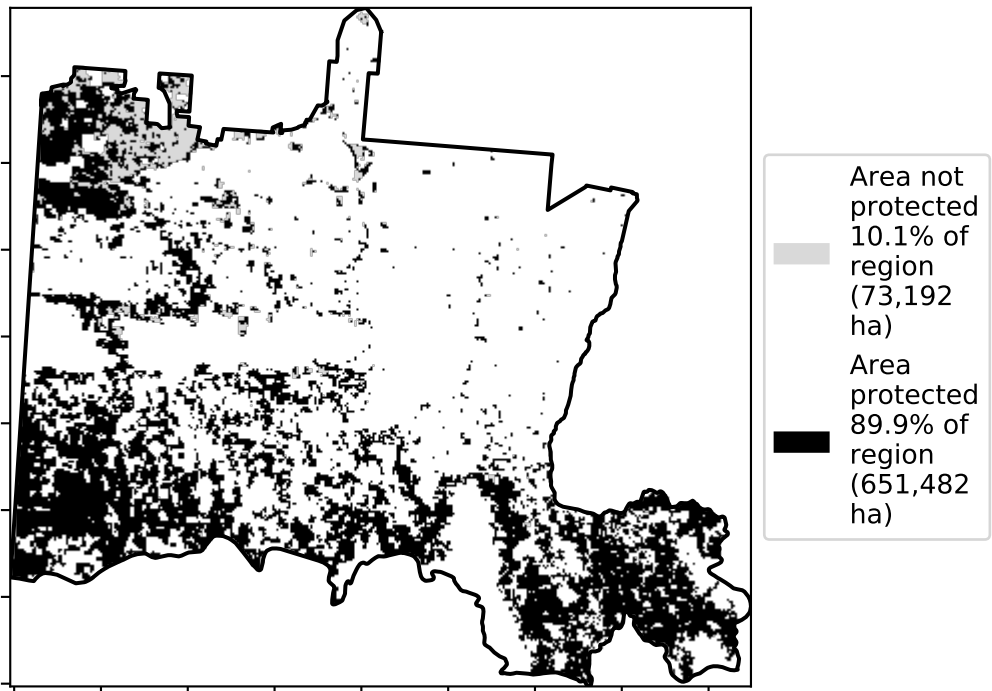 Area not
protected
10.1% of
region
(73,192
ha)
Area
protected
89.9% of
region
(651,482
ha)